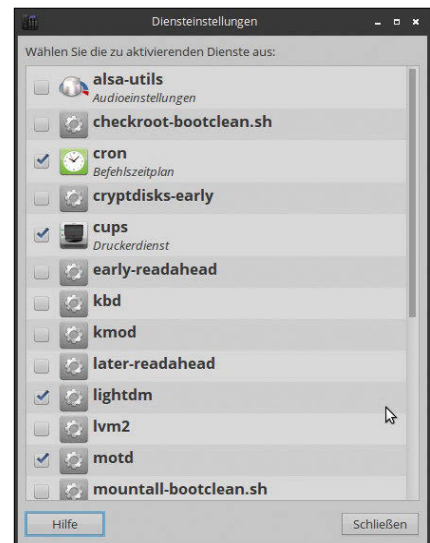 Diensteinstellungen
Wählen Sie die zu aktivierenden Dienste aus:
alsa-utils
Audioeinstellungen
checkroot-bootclean.sh
cron
Befehlszeitplan
cryptdisks-early
cups
Druckerdienst
early-readahead
kbd
kmod
later-readahead
lightdm
lvm2
motd
mountall-bootclean.sh
Hilfe
Schließen